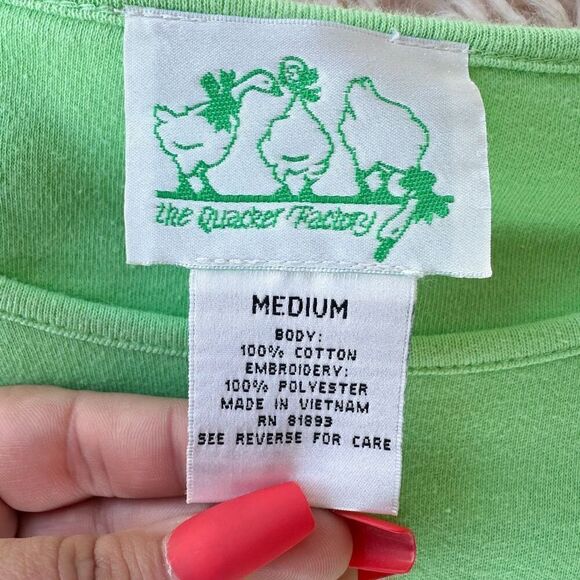 the Quacker Factory
MEDIUM
BODY:
100% COTTON
EMBROIDERY:
100% POLYESTER
MADE IN VIETNAM
RN 81893
SEE REVERSE FOR CARE